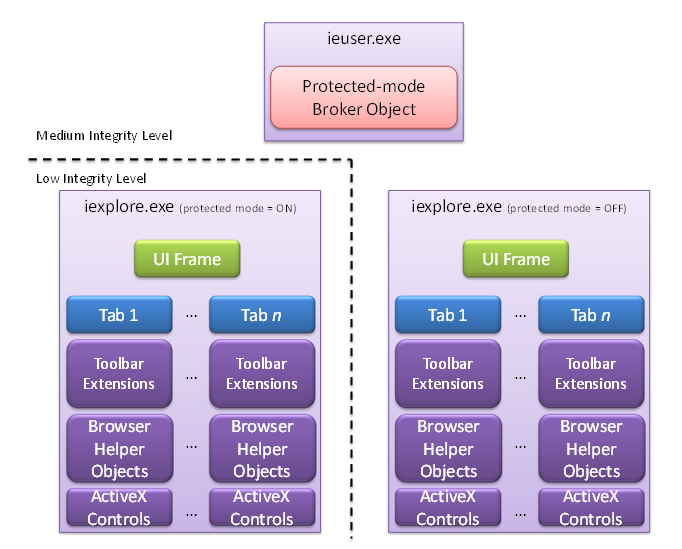 ieuser.exe
Protected-mode
Broker Object
Medium Integrity Level
Low Integrity Level
iexplore.exe (protected mode = ON)
UI Frame
Tab 1 ... Tab n
Toolbar
Extensions
...
Toolbar
Extensions
Browser
Helper
Objects
...
Browser
Helper
Objects
ActiveX
Controls
...
ActiveX
Controls
iexplore.exe (protected mode = OFF)
UI Frame
Tab 1 ... Tab n
Toolbar
Extensions
...
Toolbar
Extensions
Browser
Helper
Objects
...
Browser
Helper
Objects
ActiveX
Controls
...
ActiveX
Controls